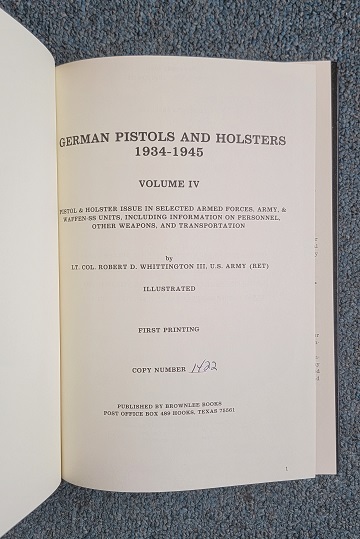 GERMAN PISTOLS AND HOLSTERS
1934-1945
VOLUME IV
PISTOL & HOLSTER ISSUE IN SELECTED ARMED FORCES, ARMY, &
WAFFEN-SS UNITS, INCLUDING INFORMATION ON PERSONNEL,
OTHER WEAPONS, AND TRANSPORTATION
by
LT. COL. ROBERT D. WHITTINGTON III, U.S. ARMY (RET)
ILLUSTRATED
FIRST PRINTING
COPY NUMBER 1422
PUBLISHED BY BROWNLEE BOOKS
POST OFFICE BOX 489 HOOKS, TEXAS 75561
1